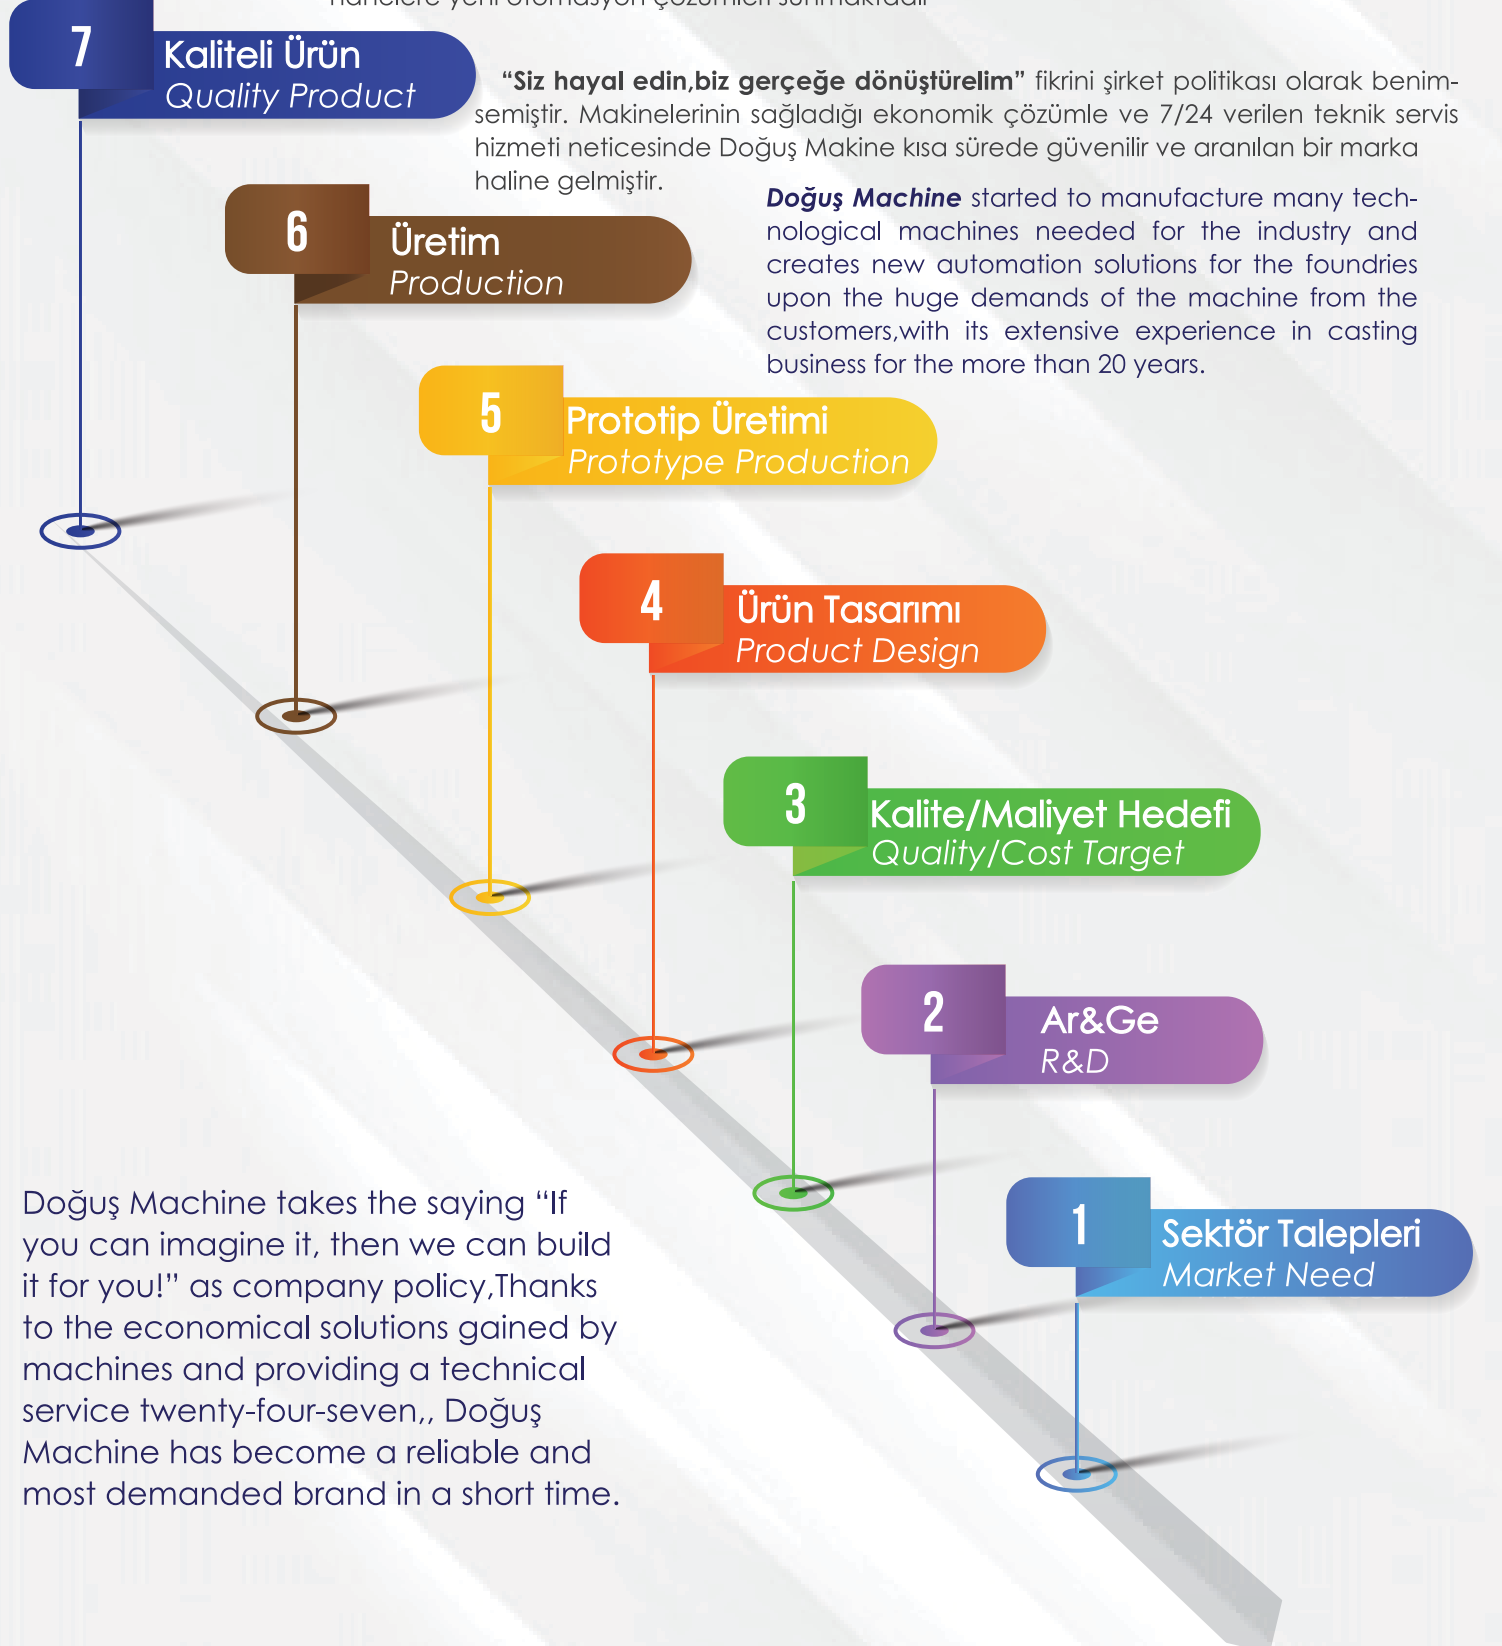 7
Kaliteli Ürün
Quality Product
“Siz hayal edin,biz gerçeğe dönüştürelim” fikrini şirket politikası olarak benim-
semiştir. Makinelerinin sağladığı ekonomik çözümle ve 7/24 verilen teknik servis
hizmeti neticesinde Doğuş Makine kısa sürede güvenilir ve aranılan bir marka
haline gelmiştir.
Doğuş Machine started to manufacture many tech-
nological machines needed for the industry and
creates new automation solutions for the foundries
upon the huge demands of the machine from the
customers,with its extensive experience in casting
business for the more than 20 years.
6
Üretim
Production
5
Prototip Üretimi
Prototype Production
4
Ürün Tasarımı
Product Design
3
Kalite/Maliyet Hedefi
Quality/Cost Target
2
Ar&Ge
R&D
1
Sektör Talepleri
Market Need
Doğuş Machine takes the saying “If
you can imagine it, then we can build
it for you!” as company policy,Thanks
to the economical solutions gained by
machines and providing a technical
service twenty-four-seven,, Doğuş
Machine has become a reliable and
most demanded brand in a short time.